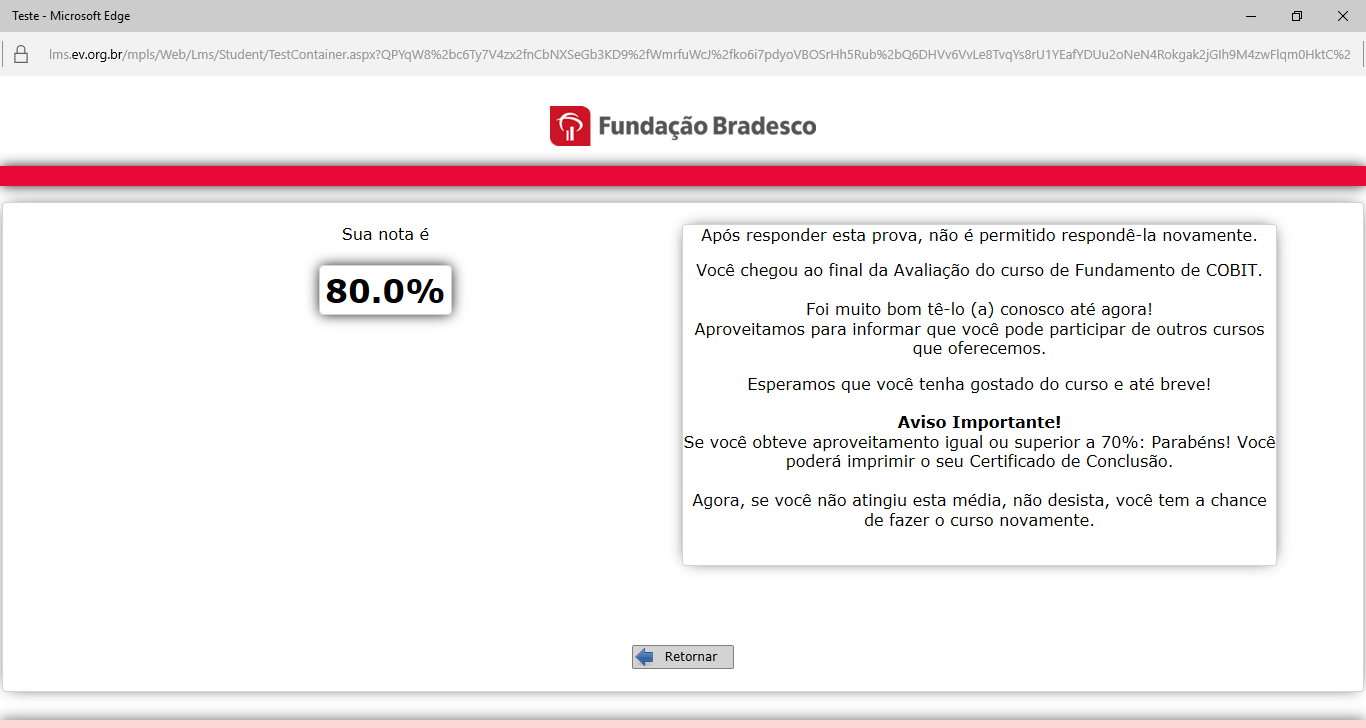 Teste - Microsoft Edge
lms.ev.org.br/mpls/Web/Lms/Student/TestContainer.aspx?QPYqW8%2bc6Ty7V4zx2fnCbNXSeGb3KD9%2fWmrfuWcJ%2fko6i7pdyoVBOSrHh5Rub%2bQ6DHVv6VvLe8TvqYs8rU1YEafYDUu2oNeN4Rokgak2jGIh9M4zwFlqm0HktC%2
Fundação Bradesco
Sua nota é
80.0%
Após responder esta prova, não é permitido respondê-la novamente.
Você chegou ao final da Avaliação do curso de Fundamento de COBIT.
Foi muito bom tê-lo (a) conosco até agora!
Aproveitamos para informar que você pode participar de outros cursos
que oferecemos.
Esperamos que você tenha gostado do curso e até breve!
Aviso Importante!
Se você obteve aproveitamento igual ou superior a 70%: Parabéns! Você
poderá imprimir o seu Certificado de Conclusão.
Agora, se você não atingiu esta média, não desista, você tem a chance
de fazer o curso novamente.
Retornar